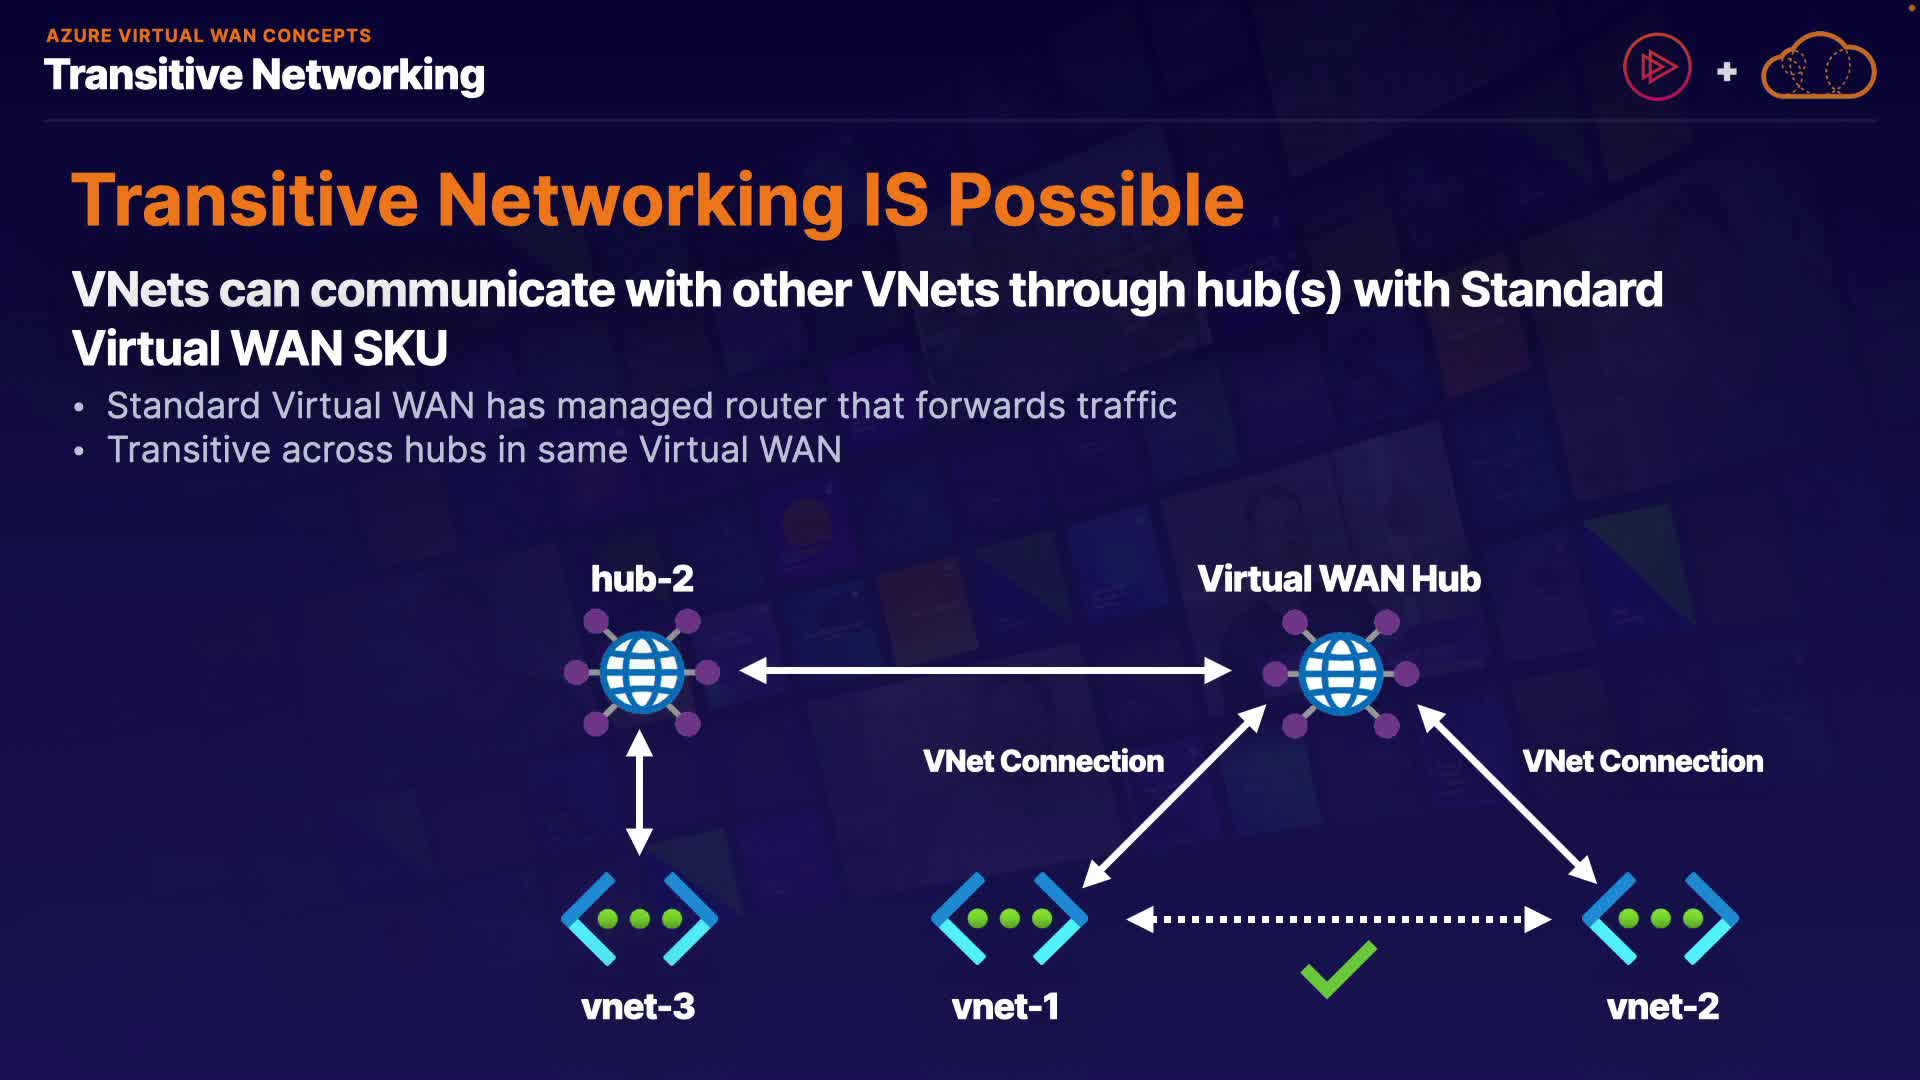 AZURE VIRTUAL WAN CONCEPTS
Transitive Networking
+
Transitive Networking IS Possible
VNets can communicate with other VNets through hub(s) with Standard
Virtual WAN SKU
• Standard Virtual WAN has managed router that forwards traffic
• Transitive across hubs in same Virtual WAN
hub-2
Virtual WAN Hub
VNet Connection
VNet Connection
vnet-3
vnet-1
vnet-2